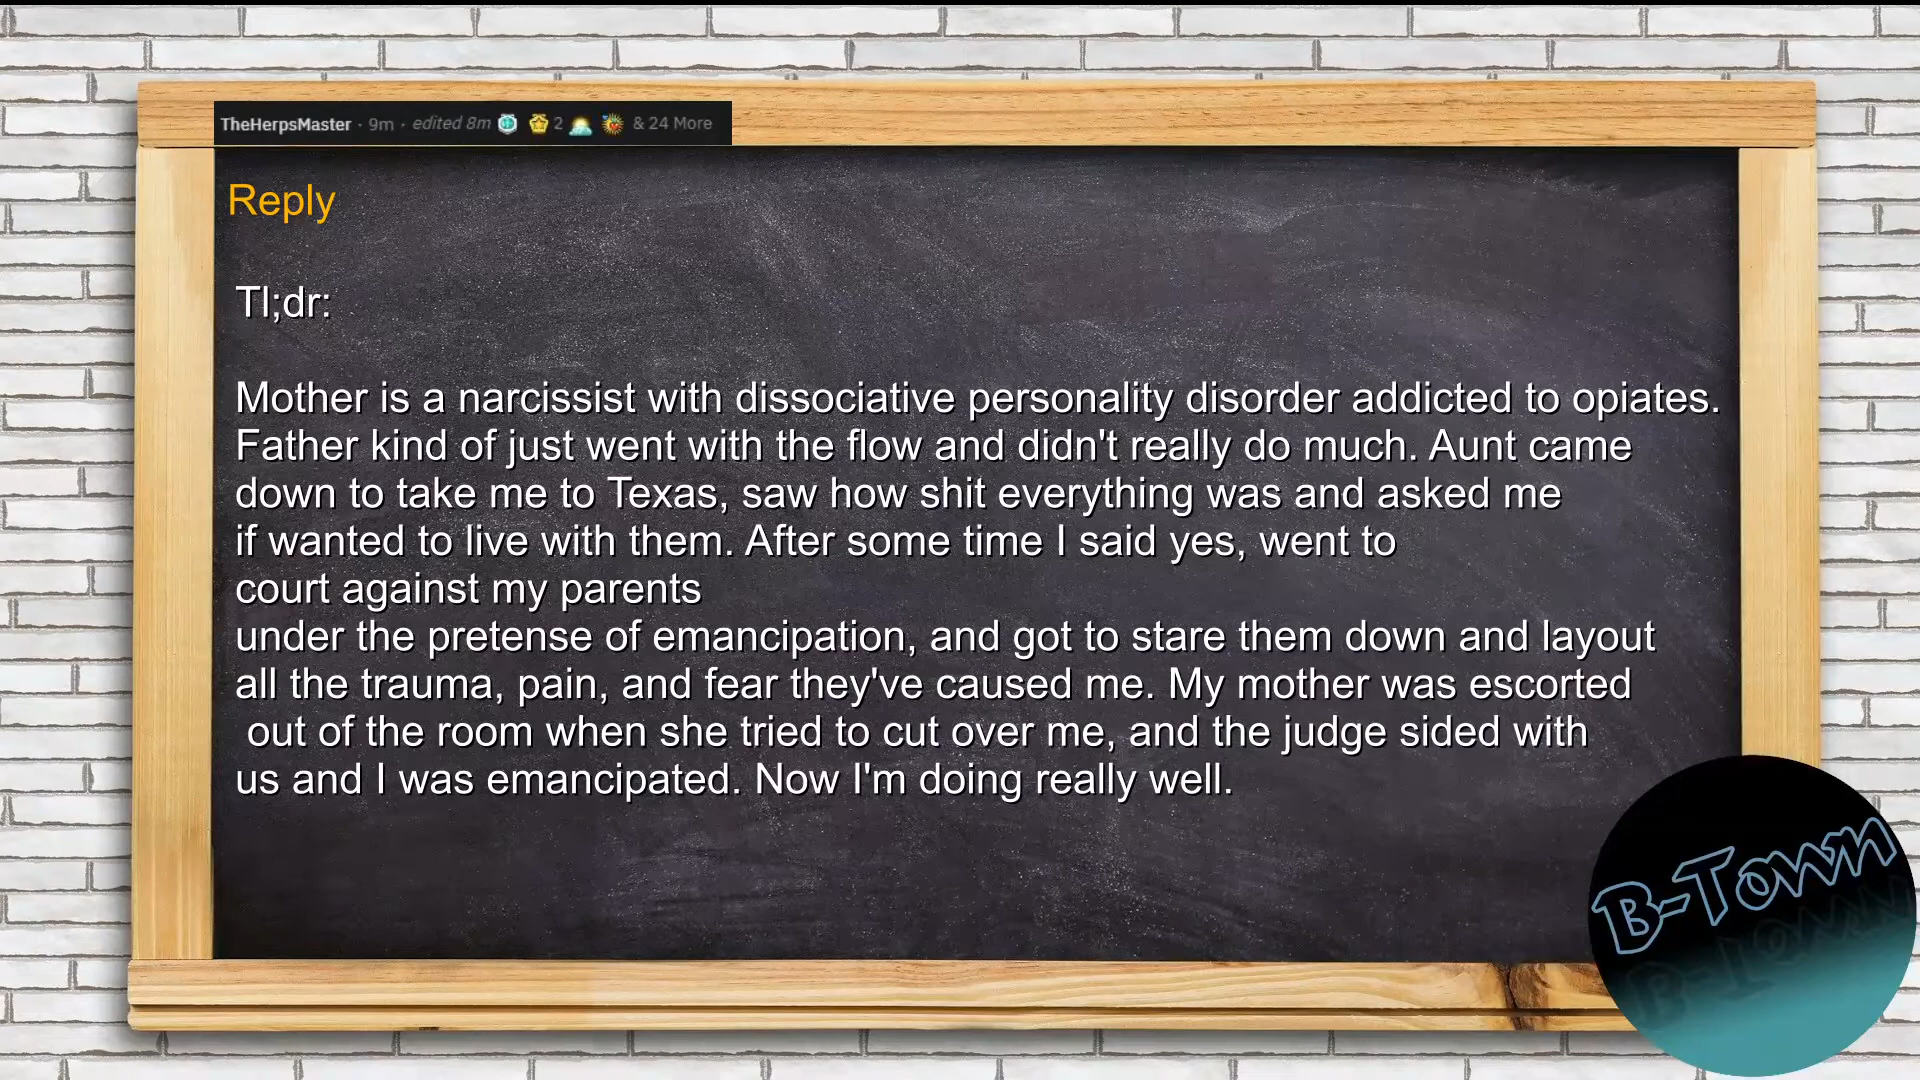 TheHerpsMaster · 9m · edited 8m 2 & 24 More
Reply
Tl;dr:
Mother is a narcissist with dissociative personality disorder addicted to opiates.
Father kind of just went with the flow and didn't really do much. Aunt came
down to take me to Texas, saw how shit everything was and asked me
if wanted to live with them. After some time I said yes, went to
court against my parents
under the pretense of emancipation, and got to stare them down and layout
all the trauma, pain, and fear they've caused me. My mother was escorted
out of the room when she tried to cut over me, and the judge sided with
us and I was emancipated. Now I'm doing really well.
B-Town
B-Town